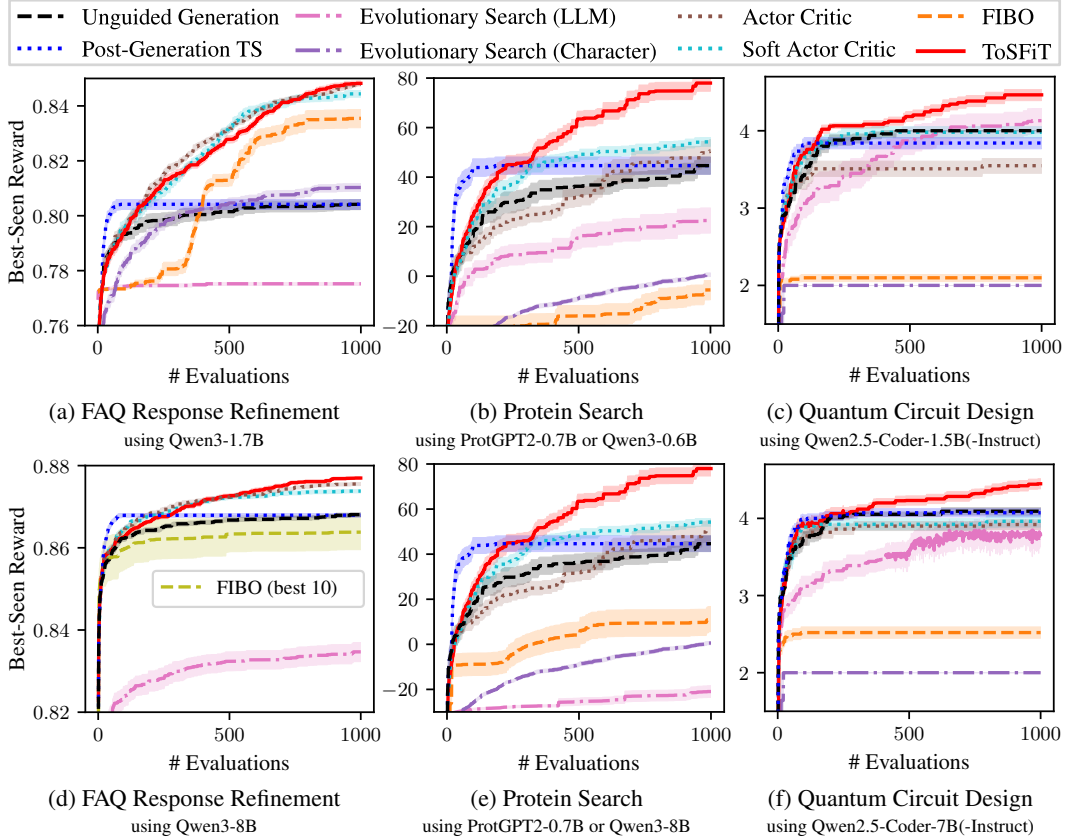 Unguided Generation
Evolutionary Search (LLM)
Actor Critic
FIBO
Post-Generation TS
Evolutionary Search (Character)
Soft Actor Critic
ToSFiT
Best-Seen Reward
0.84
0.82
0.80
0.78
0.76
0
500
1000
# Evaluations
(a) FAQ Response Refinement
using Qwen3-1.7B
80
60
40
20
0
−20
0
500
1000
# Evaluations
(b) Protein Search
using ProtGPT2-0.7B or Qwen3-0.6B
4
3
2
0
500
1000
# Evaluations
(c) Quantum Circuit Design
using Qwen2.5-Coder-1.5B(-Instruct)
Best-Seen Reward
0.88
0.86
0.84
0.82
FIBO (best 10)
0
500
1000
# Evaluations
(d) FAQ Response Refinement
using Qwen3-8B
80
60
40
20
0
−20
0
500
1000
# Evaluations
(e) Protein Search
using ProtGPT2-0.7B or Qwen3-8B
4
3
2
0
500
1000
# Evaluations
(f) Quantum Circuit Design
using Qwen2.5-Coder-7B(-Instruct)